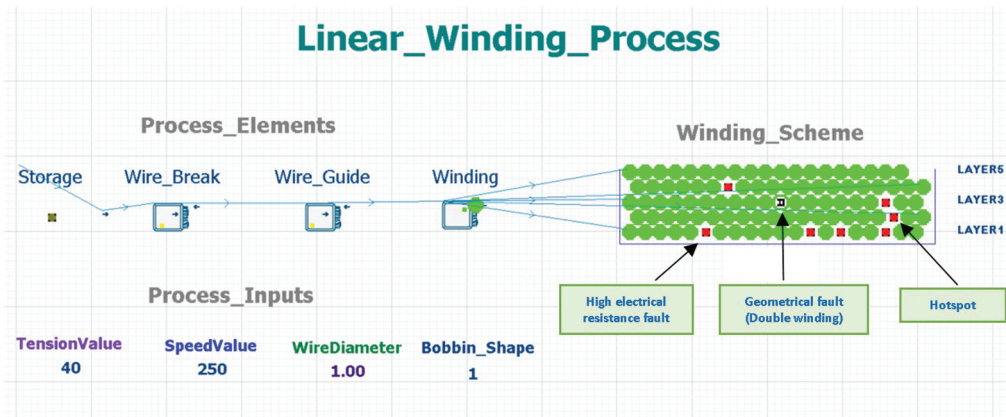 Linear_Winding_Process
Process_Elements
Winding_Scheme
Storage
Wire_Break
Wire_Guide
Winding
LAYER5
LAYER3
LAYER1
R
High electrical
resistance fault
Geometrical fault
(Double winding)
Hotspot
Process_Inputs
TensionValue
SpeedValue
WireDiameter
Bobbin_Shape
40
250
1.00
1